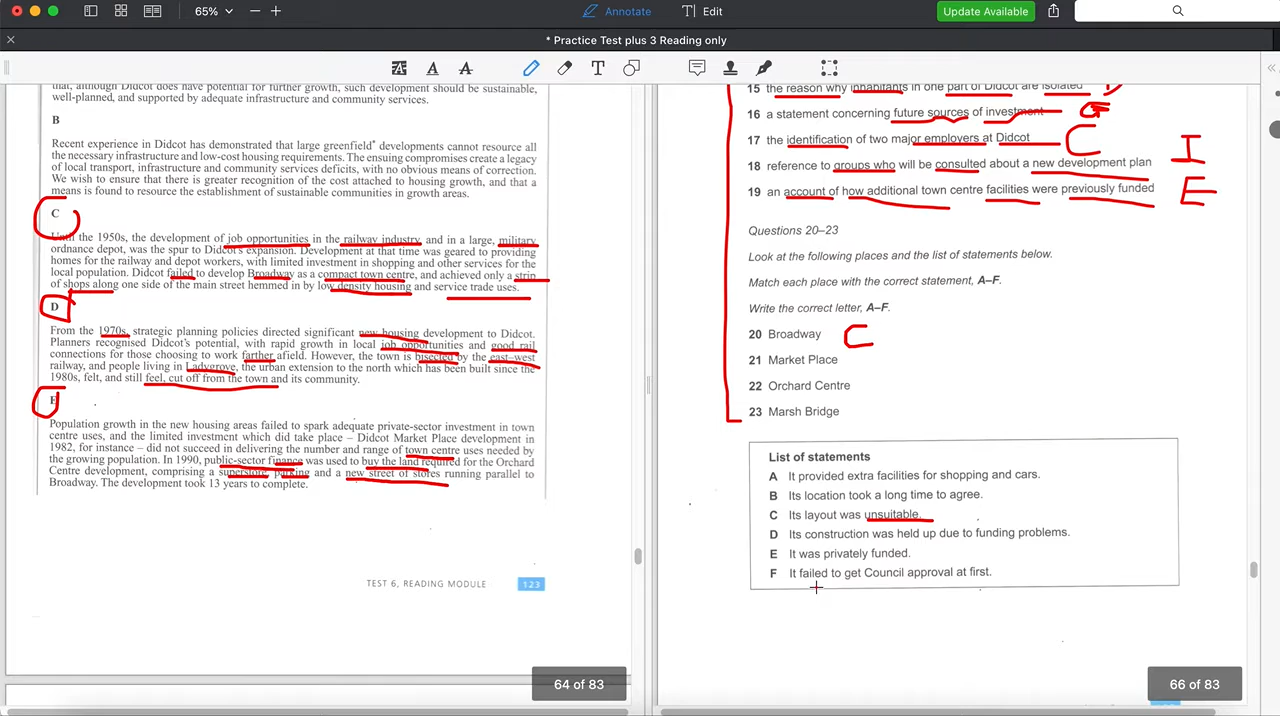 65%
Annotate
Edit
Update Available
* Practice Test plus 3 Reading only
that, although Didcot does have potential for further growth, such development should be sustainable,
well-planned, and supported by adequate infrastructure and community services.
B
Recent experience in Didcot has demonstrated that large greenfield* developments cannot resource all
the necessary infrastructure and low-cost housing requirements. The ensuing compromises create a legacy
of local transport, infrastructure and community services deficits, with no obvious means of correction.
We wish to ensure that there is greater recognition of the cost attached to housing growth, and that a
means is found to resource the establishment of sustainable communities in growth areas.
C
Until the 1950s, the development of job opportunities in the railway industry, and in a large, military
ordnance depot, was the spur to Didcot's expansion. Development at that time was geared to providing
homes for the railway and depot workers, with limited investment in shopping and other services for the
local population. Didcot failed to develop Broadway as a compact town centre, and achieved only a strip
of shops along one side of the main street hemmed in by low density housing and service trade uses.
D
From the 1970s, strategic planning policies directed significant new housing development to Didcot.
Planners recognised Didcot's potential, with rapid growth in local job opportunities and good rail
connections for those choosing to work farther afield. However, the town is bisected by the east–west
railway, and people living in Ladygrove, the urban extension to the north which has been built since the
1980s, felt, and still feel, cut off from the town and its community.
E
Population growth in the new housing areas failed to spark adequate private-sector investment in town
centre uses, and the limited investment which did take place – Didcot Market Place development in
1982, for instance – did not succeed in delivering the number and range of town centre uses needed by
the growing population. In 1990, public-sector finance was used to buy the land required for the Orchard
Centre development, comprising a superstore, parking and a new street of stores running parallel to
Broadway. The development took 13 years to complete.
TEST 6, READING MODULE 123
64 of 83
15 the reason why inhabitants in one part of Didcot are isolated
16 a statement concerning future sources of investment G
17 the identification of two major employers at Didcot C
18 reference to groups who will be consulted about a new development plan I
19 an account of how additional town centre facilities were previously funded E
Questions 20–23
Look at the following places and the list of statements below.
Match each place with the correct statement, A–F.
Write the correct letter, A–F.
20 Broadway C
21 Market Place
22 Orchard Centre
23 Marsh Bridge
List of statements
A It provided extra facilities for shopping and cars.
B Its location took a long time to agree.
C Its layout was unsuitable.
D Its construction was held up due to funding problems.
E It was privately funded.
F It failed to get Council approval at first.
66 of 83